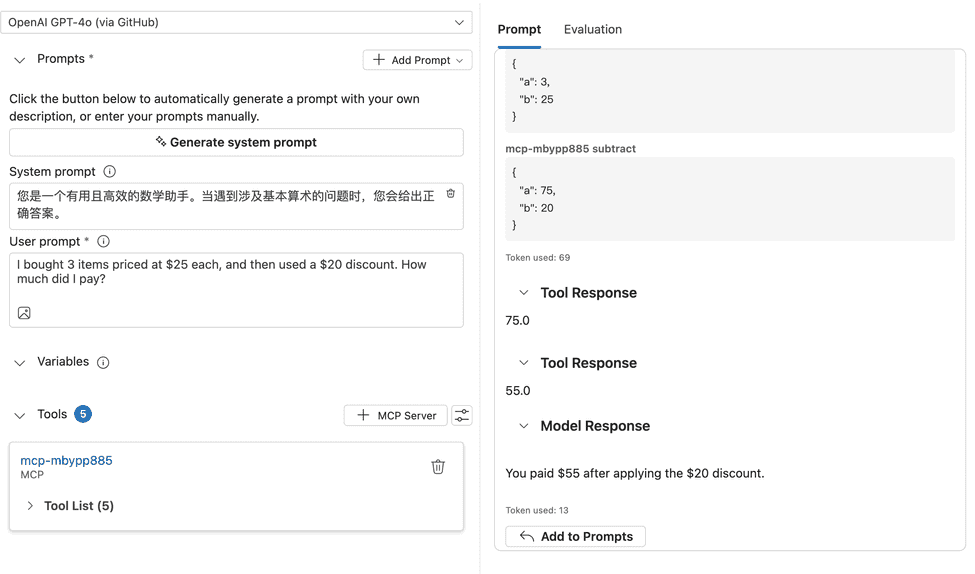 OpenAI GPT-4o (via GitHub)
Prompts *
Add Prompt
Click the button below to automatically generate a prompt with your own
description, or enter your prompts manually.
Generate system prompt
System prompt
您是一个有用且高效的数学助手。当遇到涉及基本算术的问题时，您会给出正
确答案。
User prompt *
I bought 3 items priced at $25 each, and then used a $20 discount. How
much did I pay?
Variables
Tools 5
MCP Server
mcp-mbypp885
MCP
Tool List (5)
Prompt Evaluation
{
"a": 3,
"b": 25
}
mcp-mbypp885 subtract
{
"a": 75,
"b": 20
}
Token used: 69
Tool Response
75.0
Tool Response
55.0
Model Response
You paid $55 after applying the $20 discount.
Token used: 13
Add to Prompts